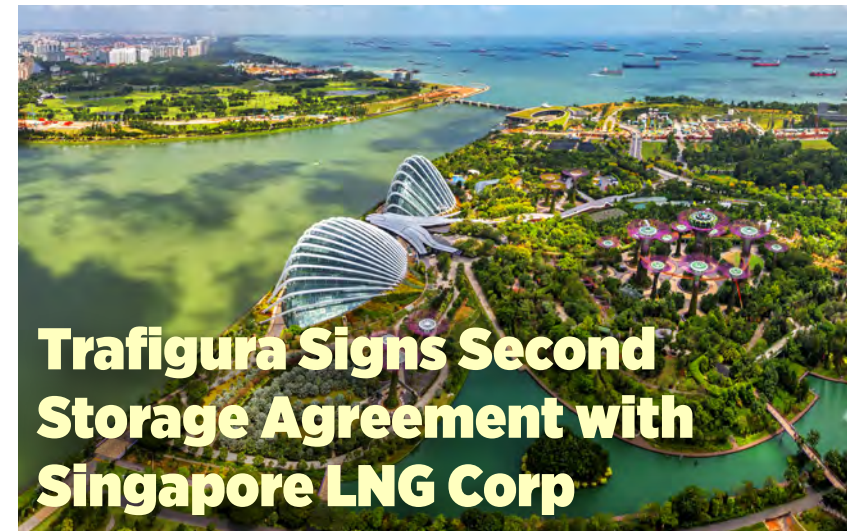 Trafigura Signs Second
Storage Agreement with
Singapore LNG Corp